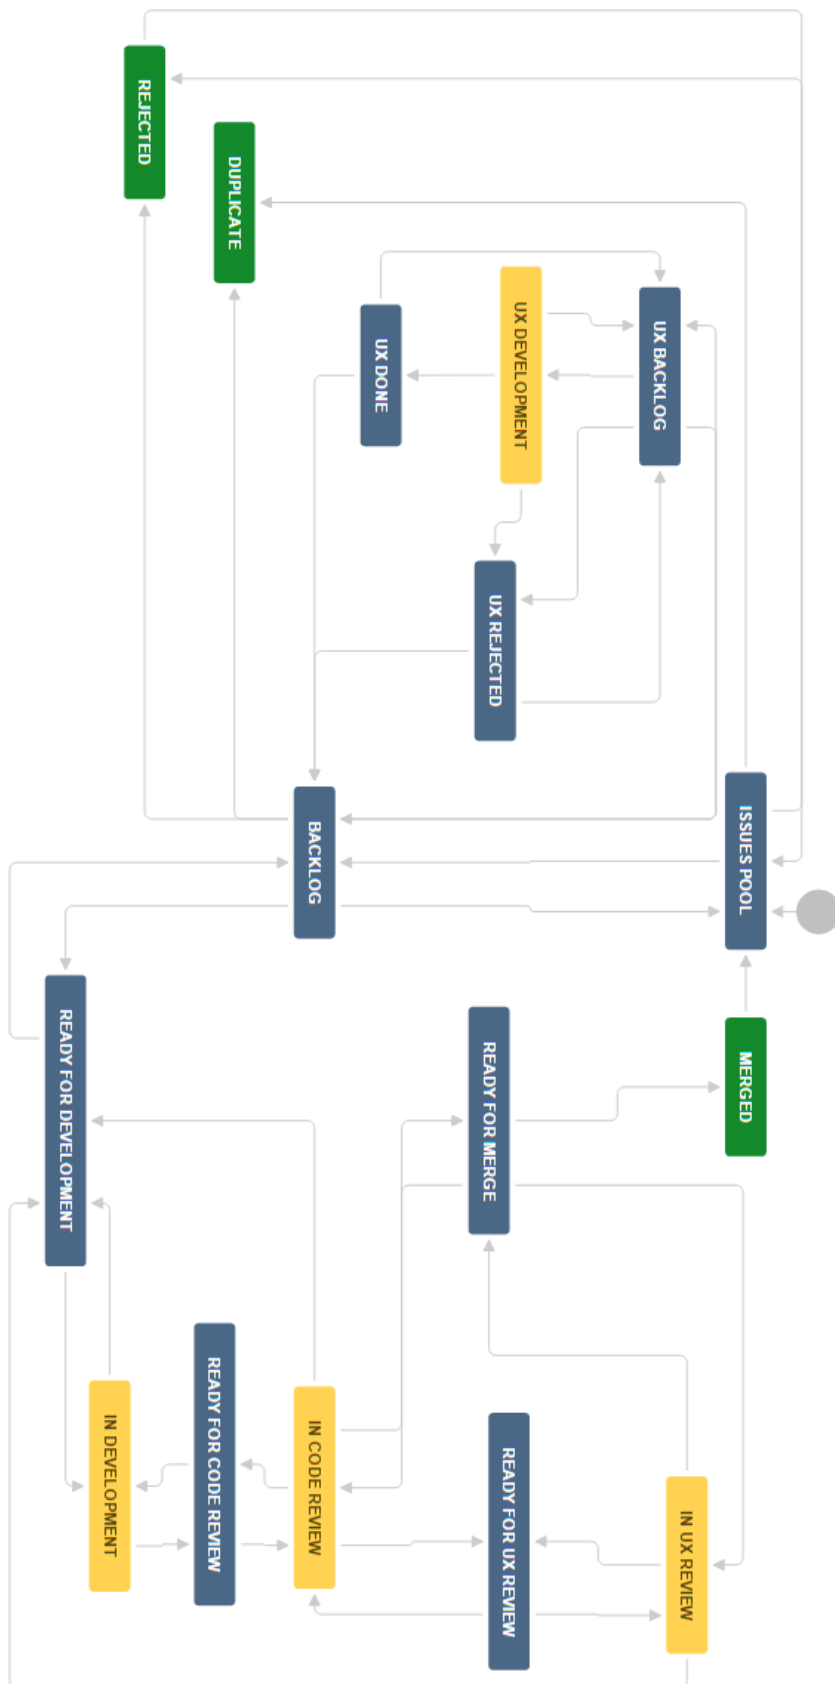 REJECTED
DUPLICATE
UX DONE
UX DEVELOPMENT
UX BACKLOG
UX REJECTED
BACKLOG
ISSUES POOL
READY FOR DEVELOPMENT
READY FOR MERGE
MERGED
IN DEVELOPMENT
READY FOR CODE REVIEW
IN CODE REVIEW
READY FOR UX REVIEW
IN UX REVIEW